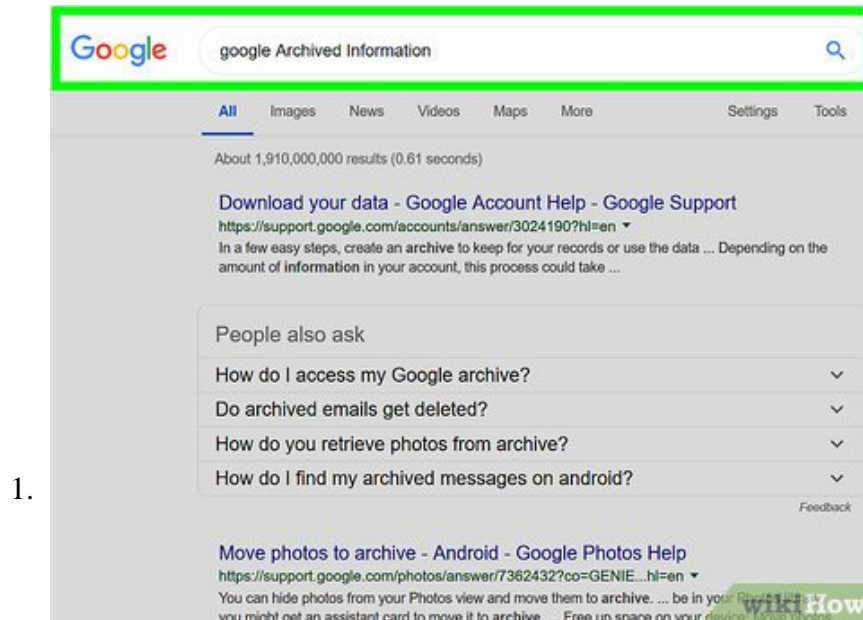 Google google Archived Information
All Images News Videos Maps More Settings Tools
About 1,910,000,000 results (0.61 seconds)
Download your data - Google Account Help - Google Support
https://support.google.com/accounts/answer/3024190?hl=en
In a few easy steps, create an archive to keep for your records or use the data ... Depending on the
amount of information in your account, this process could take ...
People also ask
How do I access my Google archive?
Do archived emails get deleted?
How do you retrieve photos from archive?
How do I find my archived messages on android?
1.
Feedback
Move photos to archive - Android - Google Photos Help
https://support.google.com/photos/answer/7362432?co=GENIE...hl=en
You can hide photos from your Photos view and move them to archive. ... be in your
wikiHow
you might get an assistant card to move it to archive. ... Free up space on your device: Move photos